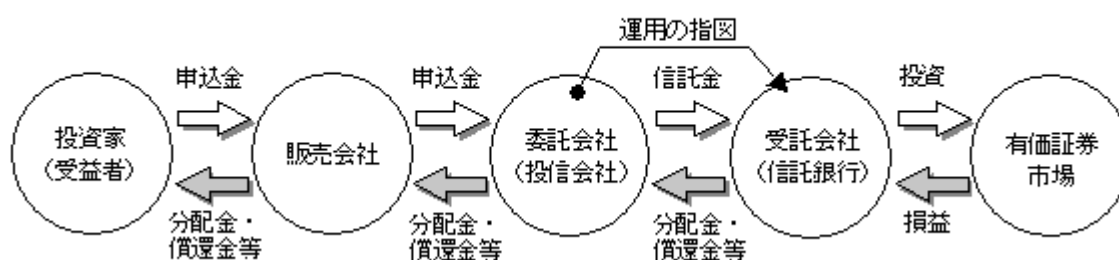 運用の指図
申込金
申込金
信託金
投資
投資家
(受益者)
販売会社
委託会社
(投信会社)
受託会社
(信託銀行)
有価証券
市場
分配金・
償還金等
分配金・
償還金等
分配金・
償還金等
損益